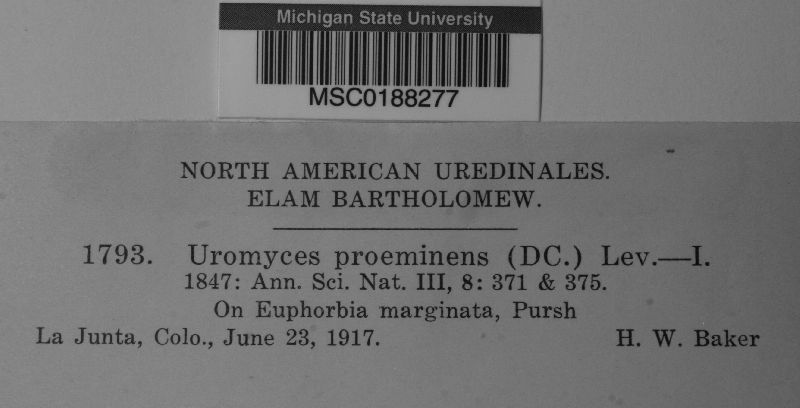 Michigan State University
MSC0188277
NORTH AMERICAN UREDINALES.
ELAM BARTHOLOMEW.
1793. Uromyces proeminens (DC.) Lev.—I.
1847: Ann. Sci. Nat. III, 8: 371 & 375.
On Euphorbia marginata, Pursh
La Junta, Colo., June 23, 1917. H. W. Baker